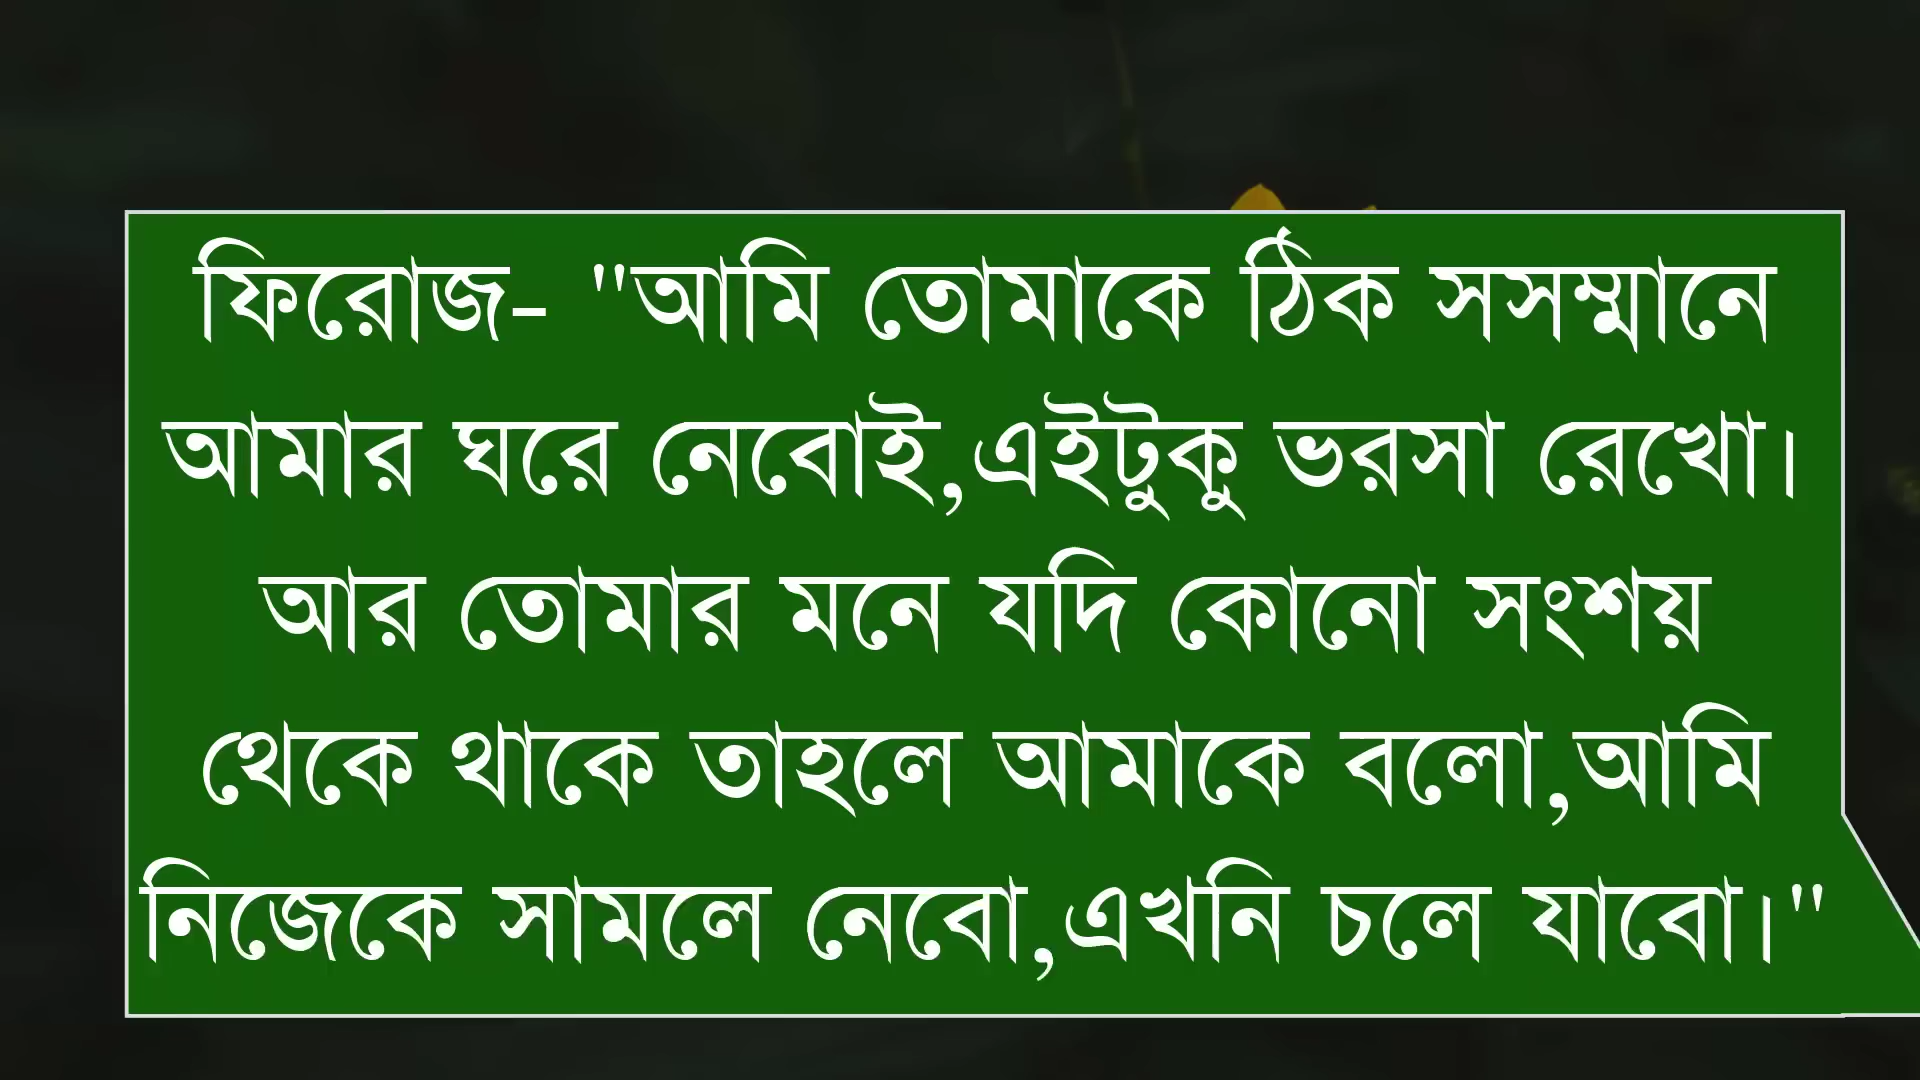 ফিরোজ- "আমি তোমাকে ঠিক সসম্মানে
আমার ঘরে নেবোই,এইটুকু ভরসা রেখো।
আর তোমার মনে যদি কোনো সংশয়
থেকে থাকে তাহলে আমাকে বলো,আমি
নিজেকে সামলে নেবো,এখনি চলে যাবো।"